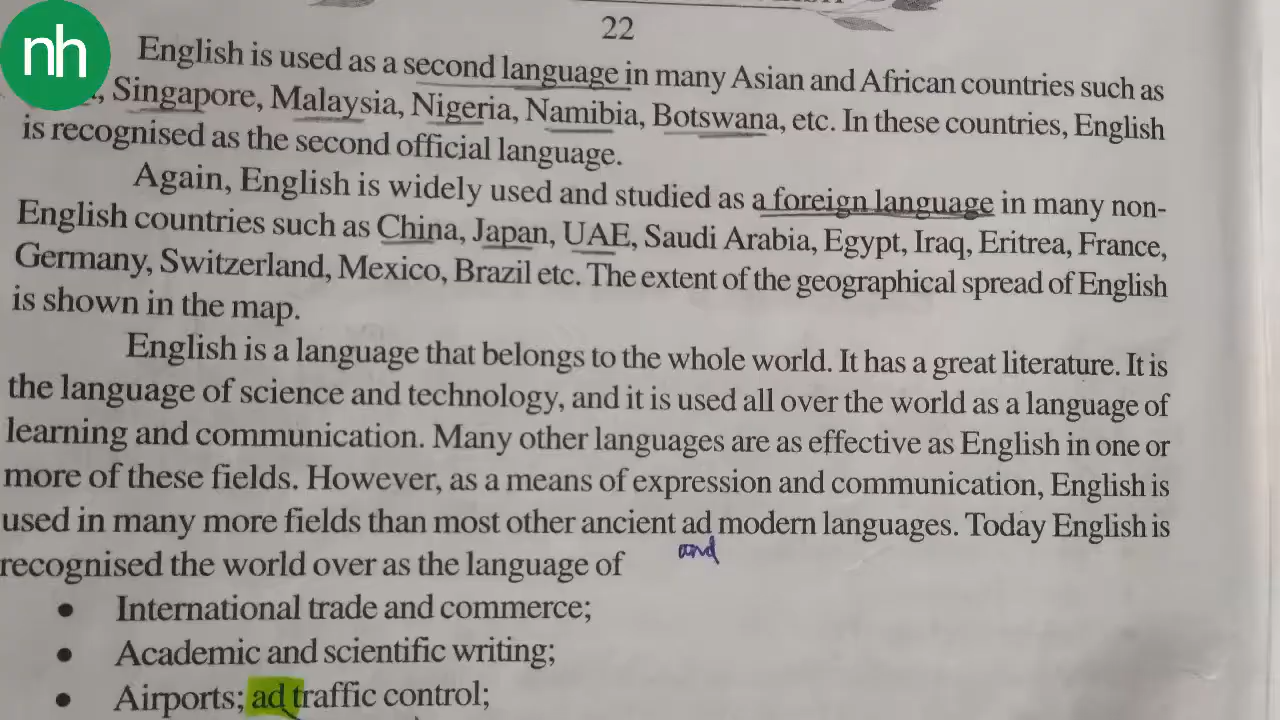 nh
22
English is used as a second language in many Asian and African countries such as
, Singapore, Malaysia, Nigeria, Namibia, Botswana, etc. In these countries, English
is recognised as the second official language.
Again, English is widely used and studied as a foreign language in many non-
English countries such as China, Japan, UAE, Saudi Arabia, Egypt, Iraq, Eritrea, France,
Germany, Switzerland, Mexico, Brazil etc. The extent of the geographical spread of English
is shown in the map.
English is a language that belongs to the whole world. It has a great literature. It is
the language of science and technology, and it is used all over the world as a language of
learning and communication. Many other languages are as effective as English in one or
more of these fields. However, as a means of expression and communication, English is
used in many more fields than most other ancient ad modern languages. Today English is
and
recognised the world over as the language of
• International trade and commerce;
• Academic and scientific writing;
• Airports; ad traffic control;